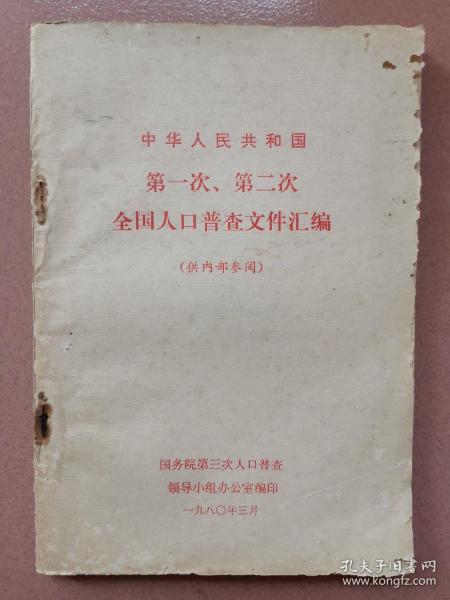 中华人民共和国
第一次、第二次
全国人口普查文件汇编
(供内部参阅)
国务院第三次人口普查
领导小组办公室编印
一九八〇年三月
孔夫子旧书网
www.kongfz.com